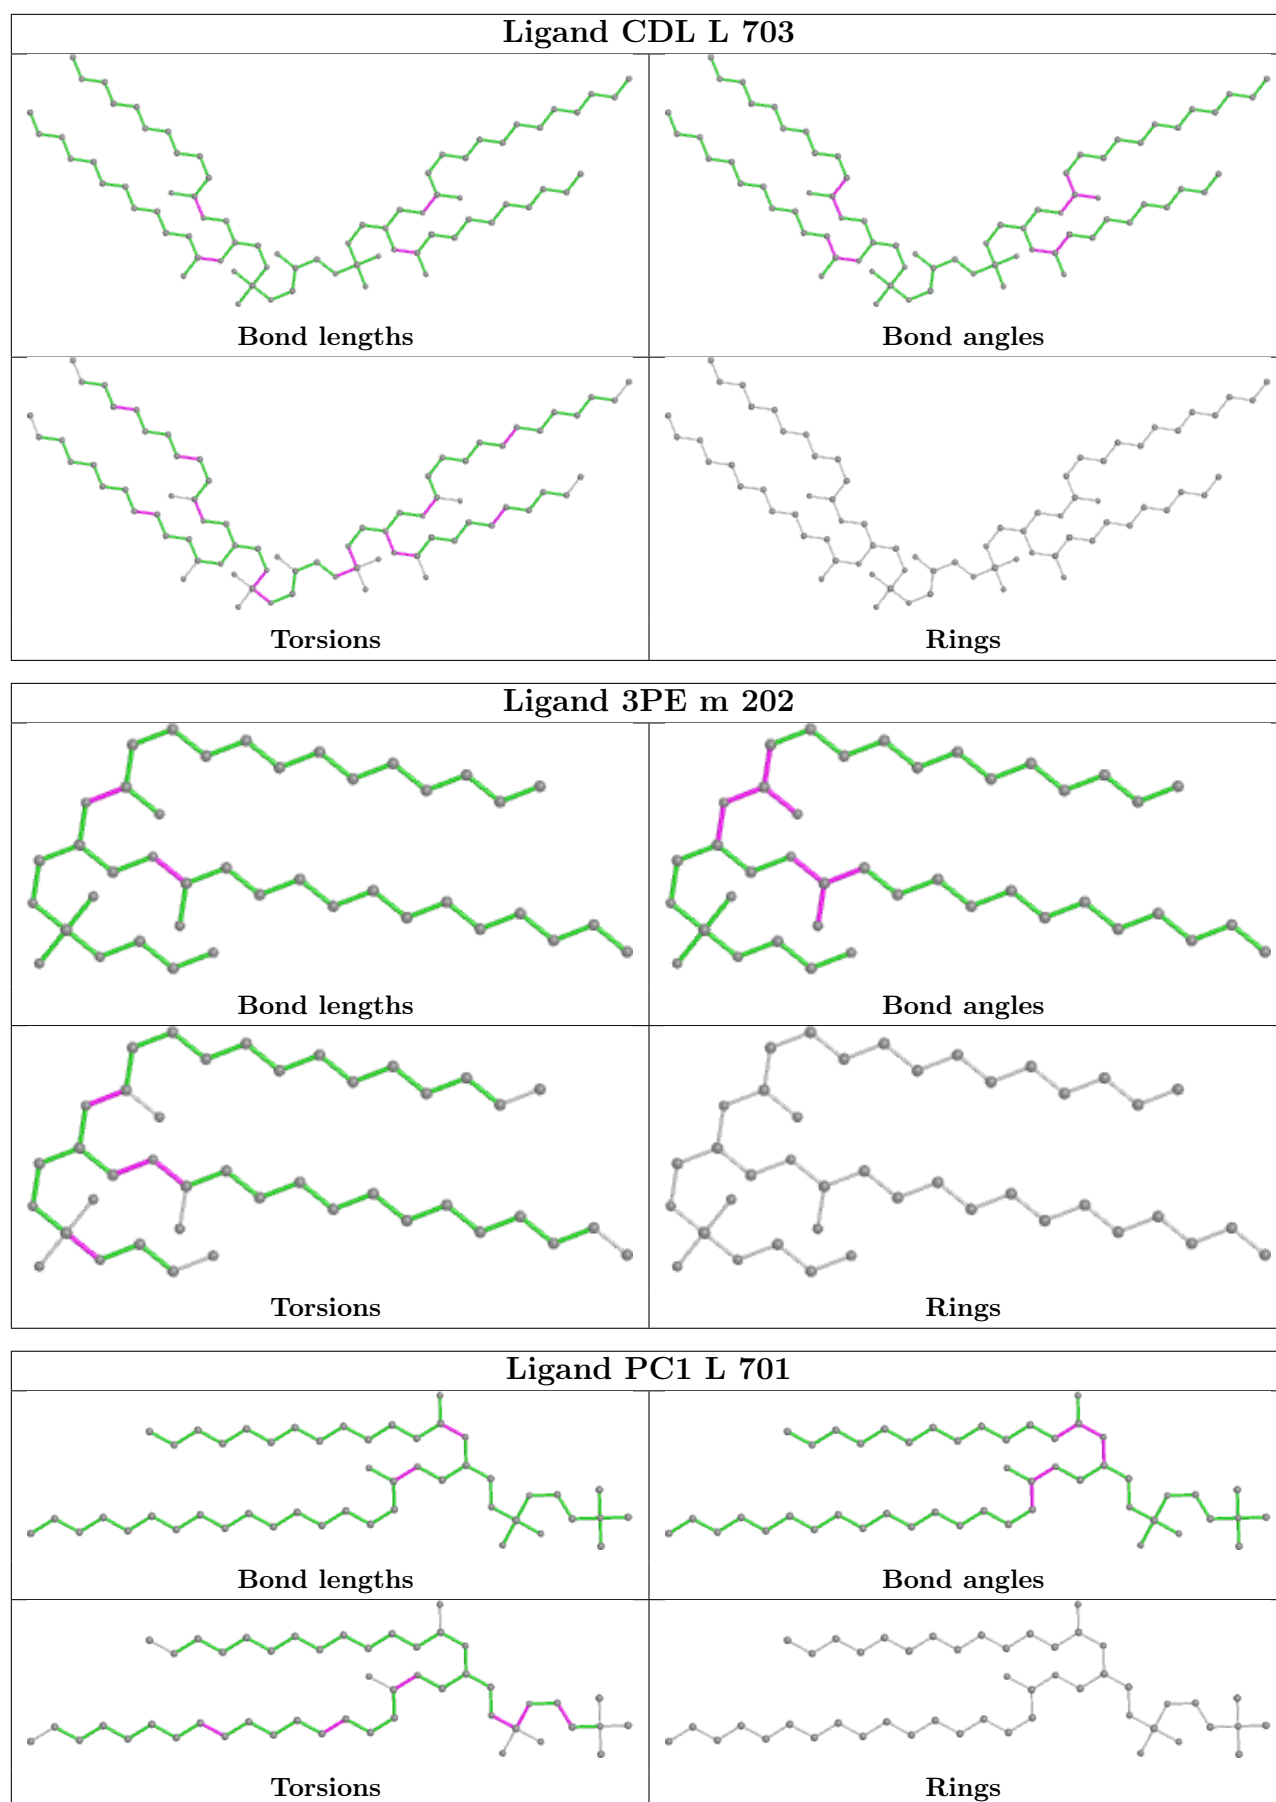 Ligand CDL L 703
Bond lengths
Bond angles
Torsions
Rings
Ligand 3PE m 202
Bond lengths
Bond angles
Torsions
Rings
Ligand PC1 L 701
Bond lengths
Bond angles
Torsions
Rings